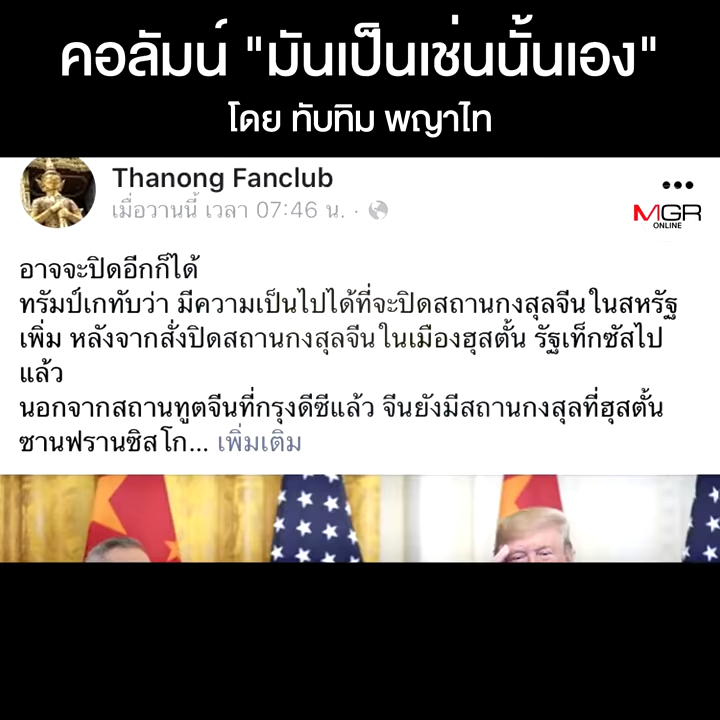 คอลัมน์ "มันเป็นเช่นนั้นเอง"
โดย ทับทิม พญาไท
Thanong Fanclub
เมื่อวานนี้ เวลา 07:46 น. ·
MGR
ONLINE
อาจจะปิดอีกก็ได้
ทรัมป์เกทับว่า มีความเป็นไปได้ที่จะปิดสถานกงสุลจีนในสหรัฐ
เพิ่ม หลังจากสั่งปิดสถานกงสุลจีนในเมืองฮุสตั้น รัฐเท็กซัสไป
แล้ว
นอกจากสถานทูตจีนที่กรุงดีซีแล้ว จีนยังมีสถานกงสุลที่ฮุสตั้น
ซานฟรานซิสโก... เพิ่มเติม